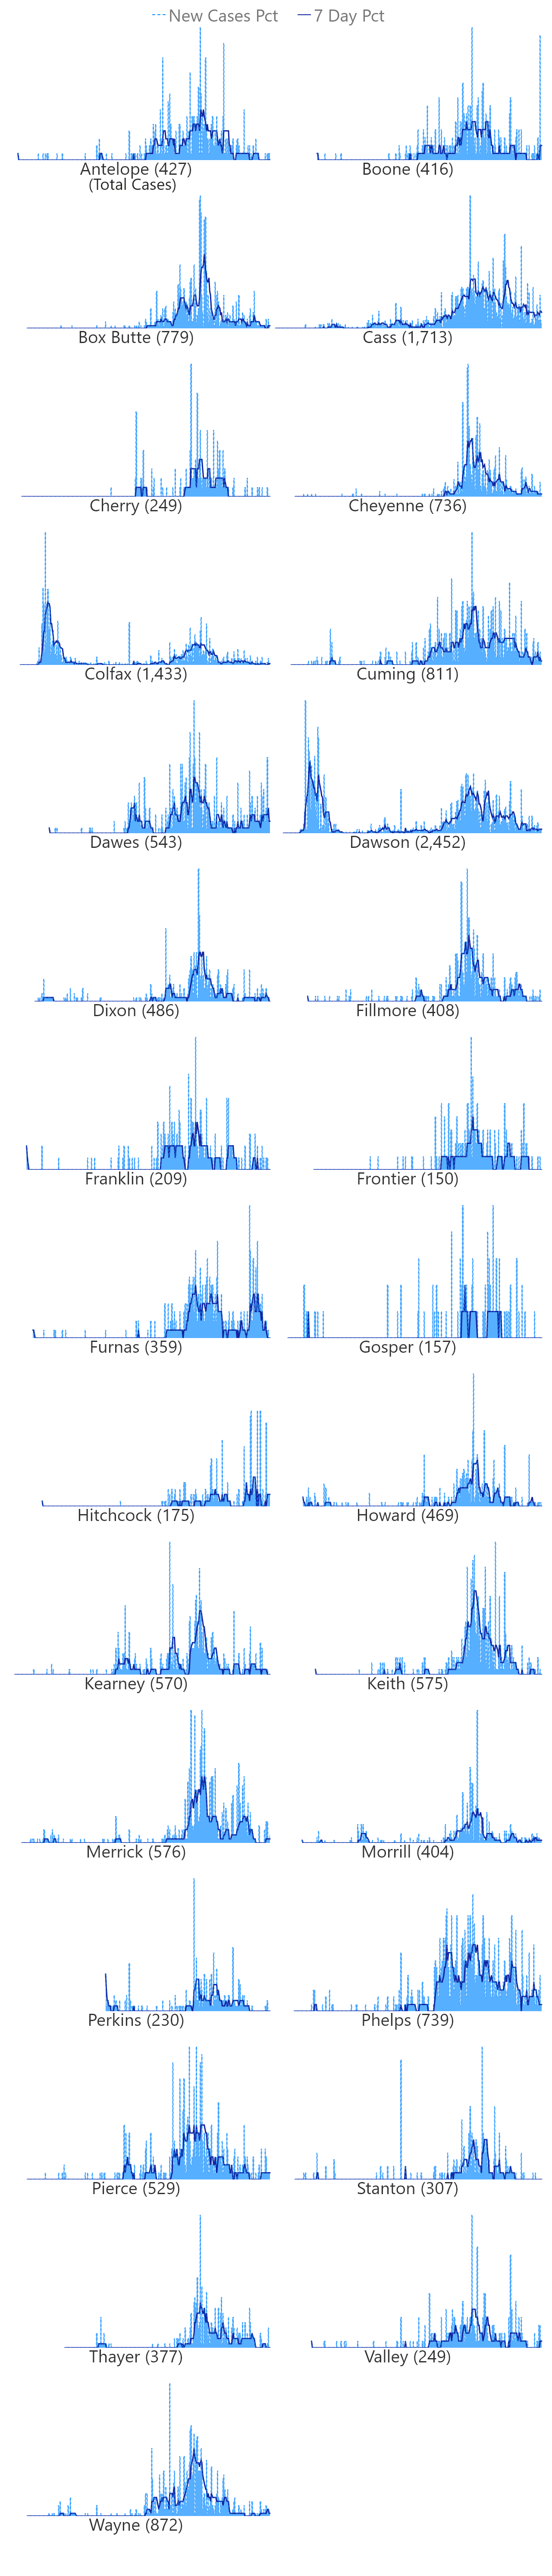 New Cases Pct 7 Day Pct
Antelope (427) Boone (416)
(Total Cases)
Box Butte (779) Cass (1,713)
Cherry (249) Cheyenne (736)
Colfax (1,433) Cuming (811)
Dawes (543) Dawson (2,452)
Dixon (486) Fillmore (408)
Franklin (209) Frontier (150)
Furnas (359) Gosper (157)
Hitchcock (175) Howard (469)
Kearney (570) Keith (575)
Merrick (576) Morrill (404)
Perkins (230) Phelps (739)
Pierce (529) Stanton (307)
Thayer (377) Valley (249)
Wayne (872)